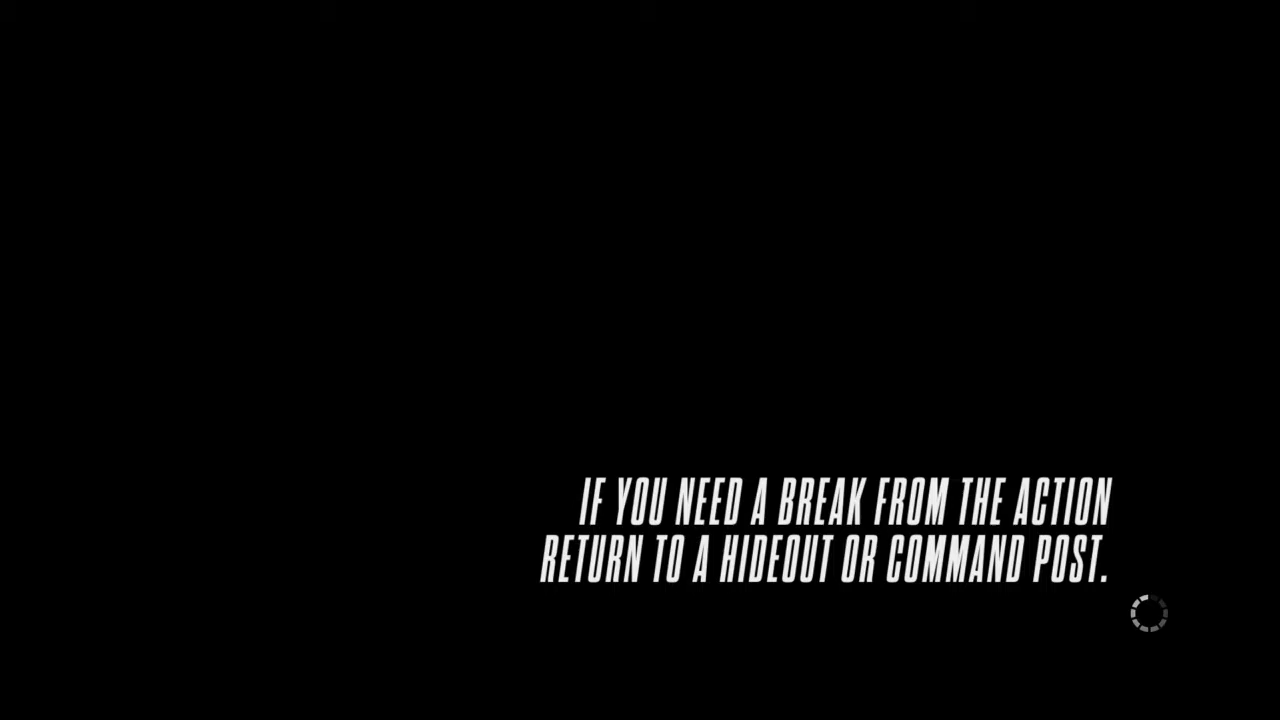 IF YOU NEED A BREAK FROM THE ACTION
RETURN TO A HIDEOUT OR COMMAND POST.